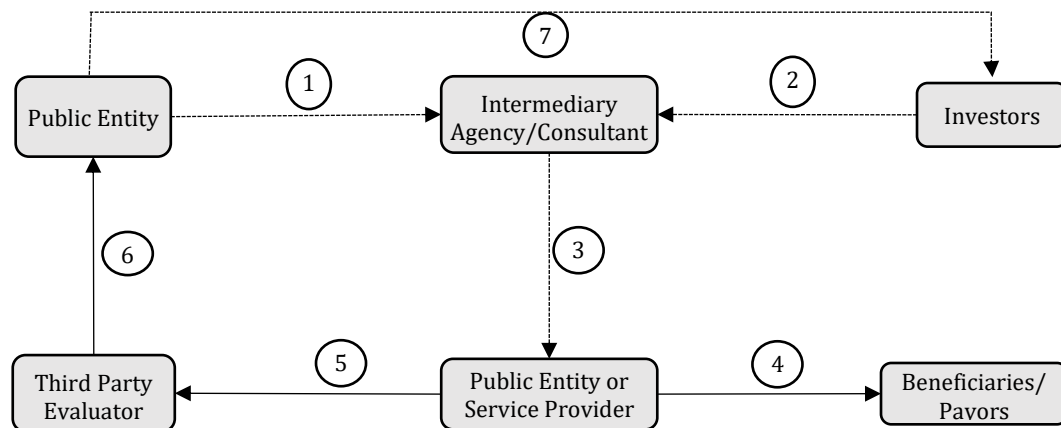 7
1
2
Public Entity
Intermediary
Agency/Consultant
Investors
6
3
5
4
Third Party
Evaluator
Public Entity or
Service Provider
Beneficiaries/
Payors